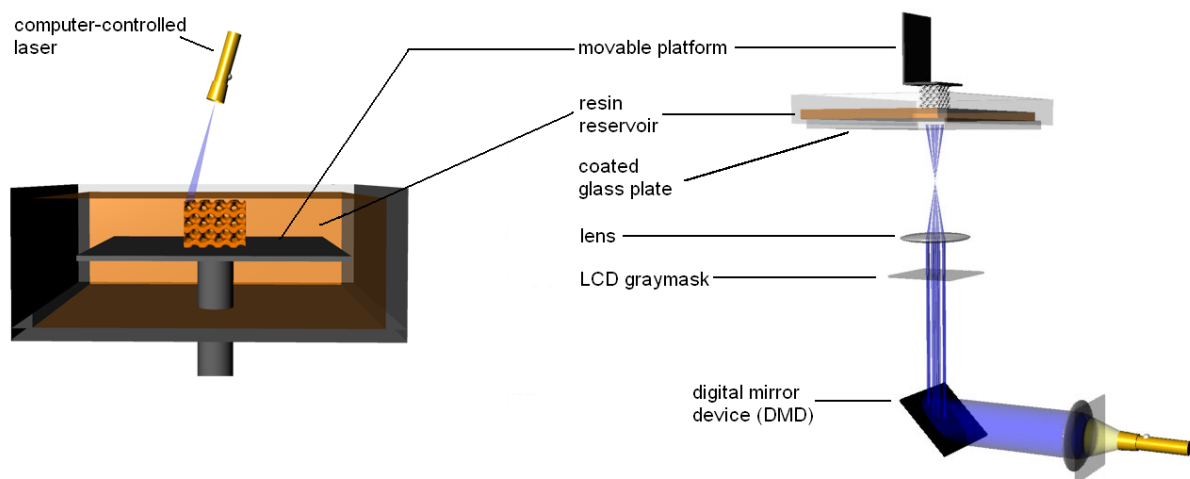 computer-controlled
laser
movable platform
resin
reservoir
coated
glass plate
lens
LCD graymask
digital mirror
device (DMD)